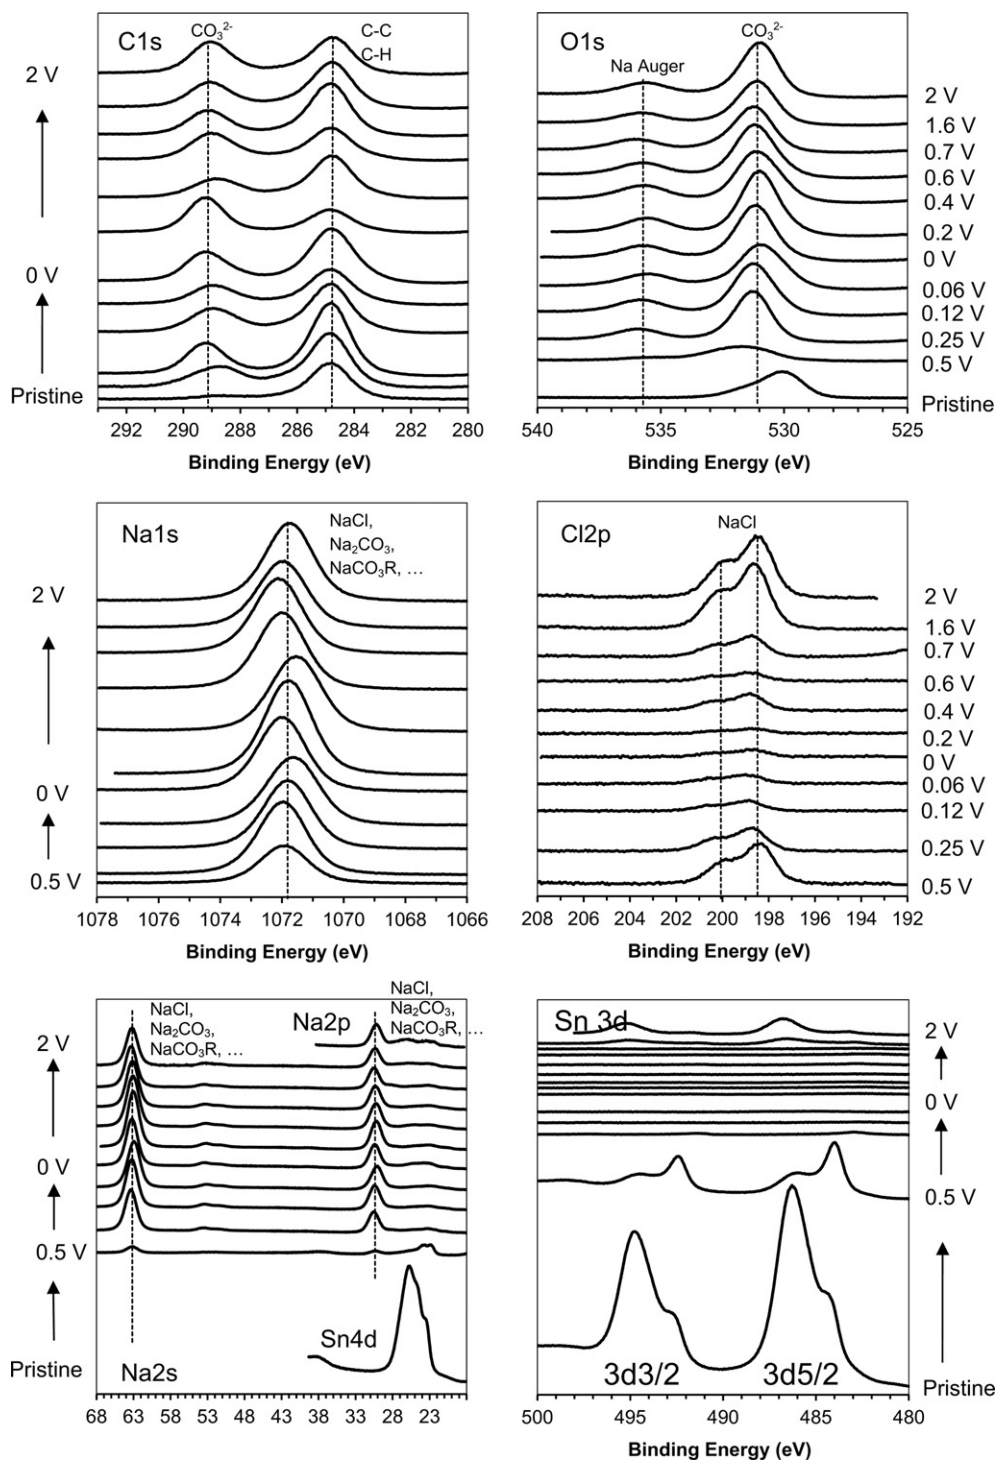 C1s
CO₃²⁻
C-C
C-H
2 V
0 V
Pristine
292 290 288 286 284 282 280
Binding Energy (eV)
O1s
CO₃²⁻
Na Auger
2 V
1.6 V
0.7 V
0.6 V
0.4 V
0.2 V
0 V
0.06 V
0.12 V
0.25 V
0.5 V
Pristine
540 535 530 525
Binding Energy (eV)
Na1s
NaCl,
Na₂CO₃,
NaCO₃R, ...
2 V
0 V
0.5 V
1078 1076 1074 1072 1070 1068 1066
Binding Energy (eV)
Cl2p
NaCl
2 V
1.6 V
0.7 V
0.6 V
0.4 V
0.2 V
0 V
0.06 V
0.12 V
0.25 V
0.5 V
208 206 204 202 200 198 196 194 192
Binding Energy (eV)
NaCl,
Na₂CO₃,
NaCO₃R, ...
Na2p
NaCl,
Na₂CO₃,
NaCO₃R, ...
2 V
0 V
0.5 V
Pristine
Sn4d
Na2s
68 63 58 53 48 43 38 33 28 23
Sn 3d
2 V
0 V
0.5 V
3d3/2
3d5/2
Pristine
500 495 490 485 480
Binding Energy (eV)